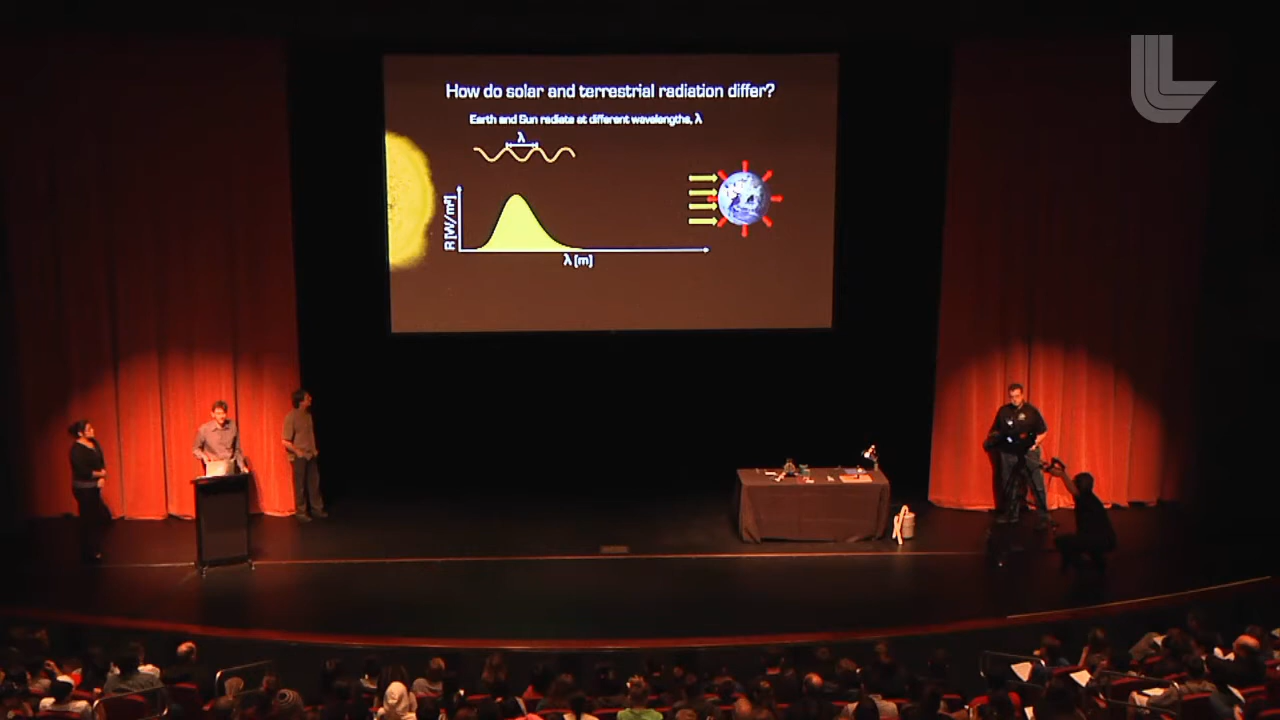 How do solar and terrestrial radiation differ?
Earth and Sun radiate at different wavelengths, λ
λ
R [W/m²]
λ [m]